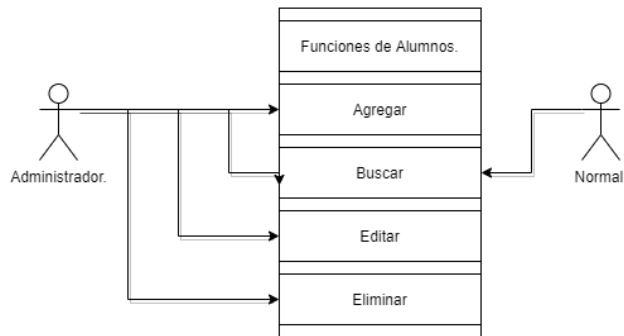 Funciones de Alumnos.
Agregar
Administrador.
Buscar
Normal
Editar
Eliminar